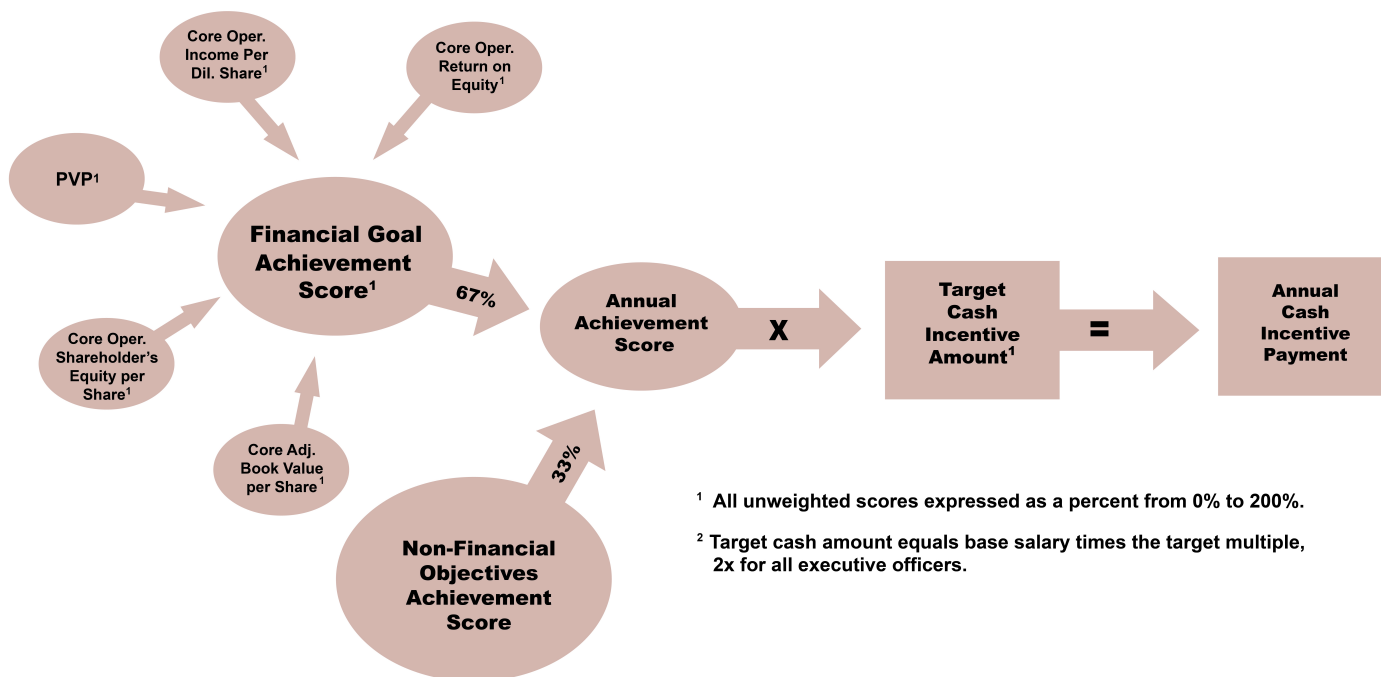 Core Oper.
Income Per
Dil. Share¹
Core Oper.
Return on
Equity¹
PVP¹
Financial Goal
Achievement
Score¹
67%
Core Oper.
Shareholder’s
Equity per
Share¹
Core Adj.
Book Value
per Share¹
Annual
Achievement
Score
X
Target
Cash
Incentive
Amount¹
=
Annual
Cash
Incentive
Payment
33%
Non-Financial
Objectives
Achievement
Score
¹ All unweighted scores expressed as a percent from 0% to 200%.
² Target cash amount equals base salary times the target multiple,
2x for all executive officers.